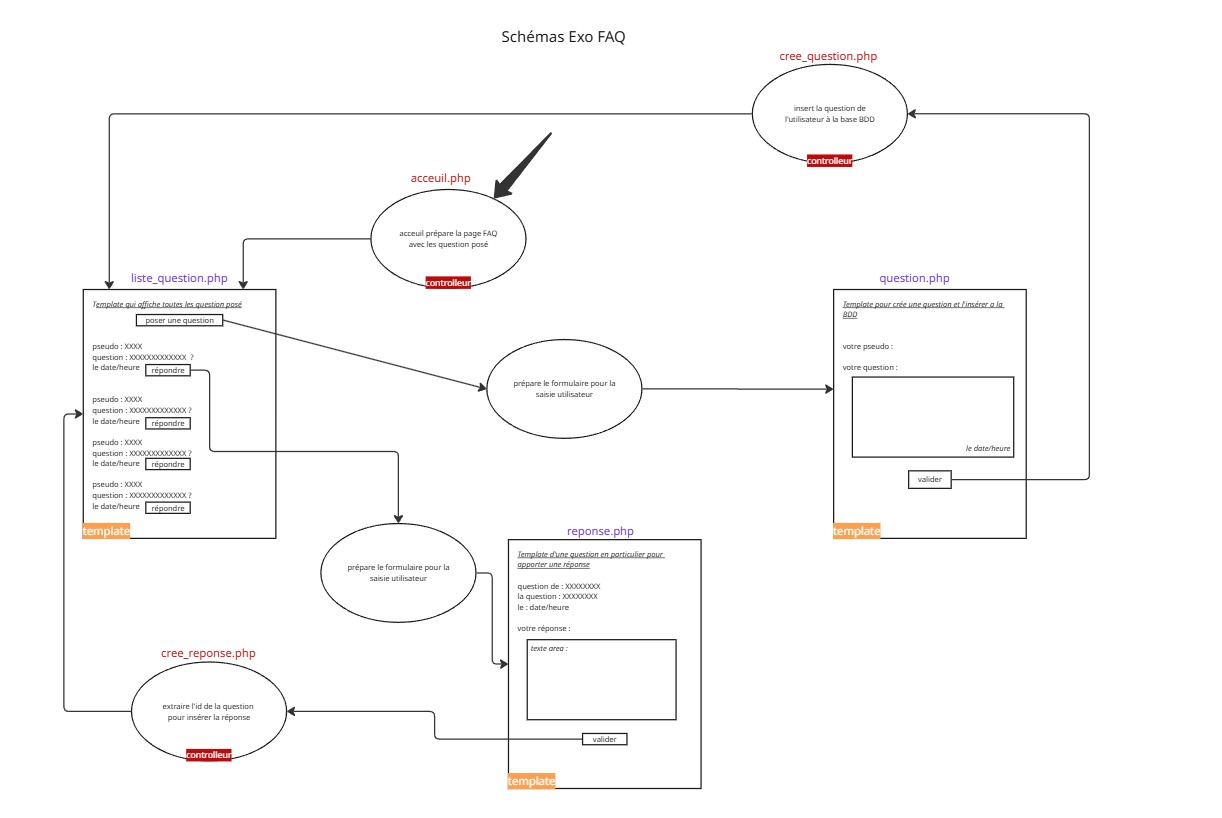 Schémas Exo FAQ
cree_question.php
insert la question de
l'utilisateur à la base BDD
controlleur
acceuil.php
acceuil prépare la page FAQ
avec les question posé
controlleur
liste_question.php
Template qui affiche toutes les question posé
poser une question
pseudo : XXXX
question : XXXXXXXXXXXXX ?
le date/heure
répondre
pseudo : XXXX
question : XXXXXXXXXXXXX ?
le date/heure
répondre
pseudo : XXXX
question : XXXXXXXXXXXXX ?
le date/heure
répondre
pseudo : XXXX
question : XXXXXXXXXXXXX ?
le date/heure
répondre
template
prépare le formulaire pour la
saisie utilisateur
question.php
Template pour crée une question et l'insérer a la
BDD
votre pseudo :
votre question :
le date/heure
valider
template
prépare le formulaire pour la
saisie utilisateur
reponse.php
Template d'une question en particulier pour
apporter une réponse
question de : XXXXXXXX
la question : XXXXXXXX
le : date/heure
votre réponse :
texte area :
valider
template
cree_reponse.php
extraire l'id de la question
pour insérer la réponse
controlleur